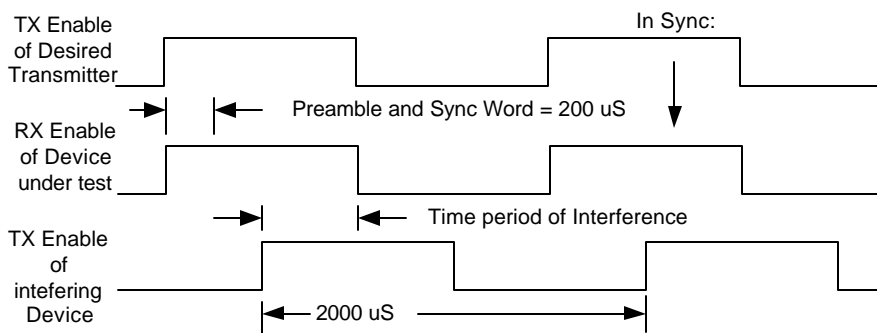 TX Enable
of Desired
Transmitter
In Sync:
Preamble and Sync Word = 200 uS
RX Enable
of Device
under test
Time period of Interference
TX Enable
of
intefering
Device
2000 uS